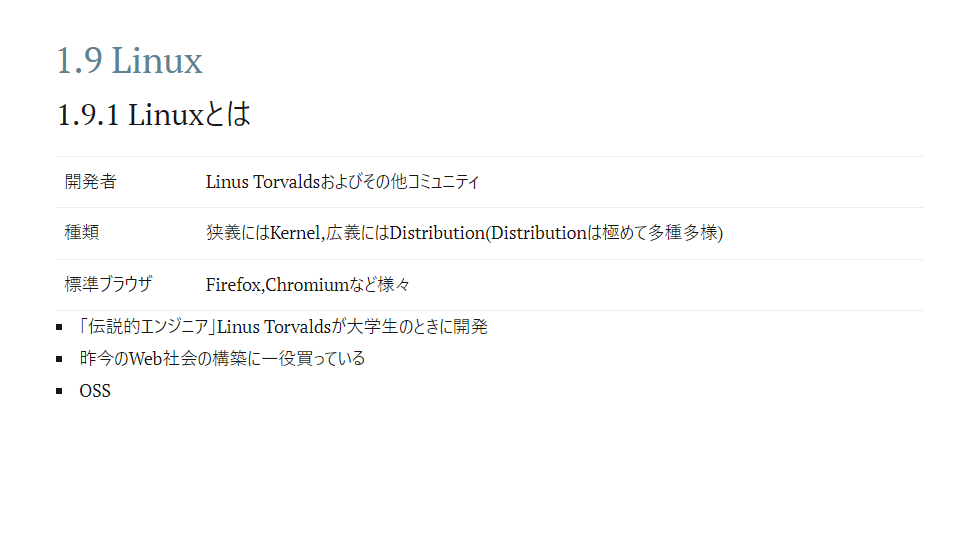 1.9 Linux
1.9.1 Linuxとは
開発者 Linus Torvaldsおよびその他コミュニティ
種類 狭義にはKernel,広義にはDistribution(Distributionは極めて多種多様)
標準ブラウザ Firefox,Chromiumなど様々
▪ 「伝説的エンジニア」Linus Torvaldsが大学生のときに開発
▪ 昨今のWeb社会の構築に一役買っている
▪ OSS